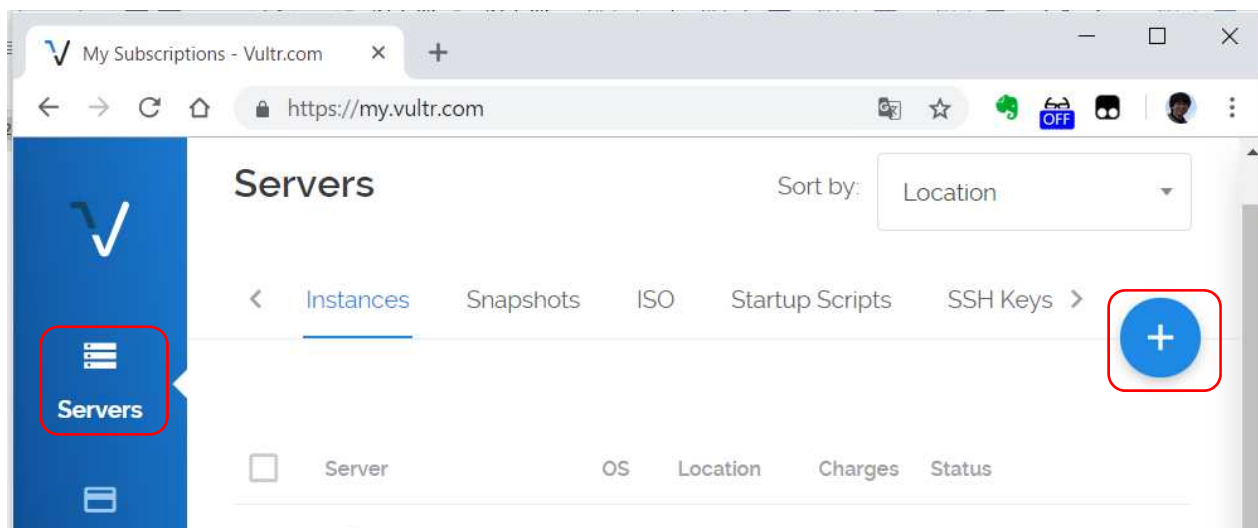 My Subscriptions - Vultr.com
https://my.vultr.com
OFF
Servers
Sort by: Location
Instances Snapshots ISO Startup Scripts SSH Keys
Servers
Server OS Location Charges Status